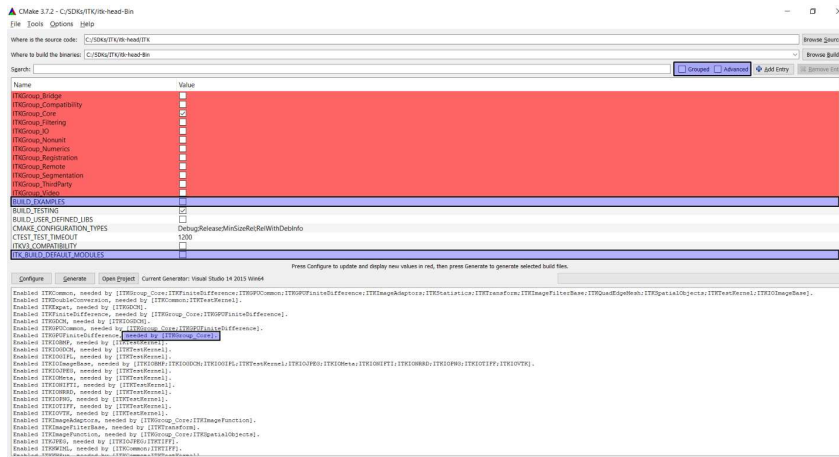 CMake 3.7.2 - C:/SDKs/ITK/itk-head-Bin
File Tools Options Help
Where is the source code: C:/SDKs/ITK/itk-head/ITK Browse Sourc
Where to build the binaries: C:/SDKs/ITK/itk-head-Bin Browse Build
Search: Grouped Advanced Add Entry Remove Ent
Name Value
ITKGroup_Bridge
ITKGroup_Compatibility
ITKGroup_Core
ITKGroup_Filtering
ITKGroup_IO
ITKGroup_Nonunit
ITKGroup_Numerics
ITKGroup_Registration
ITKGroup_Remote
ITKGroup_Segmentation
ITKGroup_ThirdParty
ITKGroup_Video
BUILD_EXAMPLES
BUILD_TESTING
BUILD_USER_DEFINED_LIBS
CMAKE_CONFIGURATION_TYPES Debug;Release;MinSizeRel;RelWithDebInfo
CTEST_TEST_TIMEOUT 1200
ITKV3_COMPATIBILITY
ITK_BUILD_DEFAULT_MODULES
Press Configure to update and display new values in red, then press Generate to generate selected build files.
Configure Generate Open Project Current Generator: Visual Studio 14 2015 Win64
Enabled ITKCommon, needed by [ITKGroup_Core;ITKFiniteDifference;ITKGPUCommon;ITKGPUFiniteDifference;ITKImageAdaptors;ITKStatistics;ITKTransform;ITKImageFilterBase;ITKQuadEdgeMesh;ITKSpatialObjects;ITKTestKernel;ITKIOImageBase].
Enabled ITKDoubleConversion, needed by [ITKCommon;ITKTestKernel].
Enabled ITKExpat, needed by [ITKGDCM].
Enabled ITKFiniteDifference, needed by [ITKGroup_Core;ITKGPUFiniteDifference].
Enabled ITKGDCM, needed by [ITKIOGDCM].
Enabled ITKGPUCommon, needed by [ITKGroup_Core;ITKGPUFiniteDifference].
Enabled ITKGPUFiniteDifference, needed by [ITKGroup_Core].
Enabled ITKIOBMP, needed by [ITKTestKernel].
Enabled ITKIOGDCM, needed by [ITKTestKernel].
Enabled ITKIOGIPL, needed by [ITKTestKernel].
Enabled ITKIOImageBase, needed by [ITKIOBMP;ITKIOGDCM;ITKIOGIPL;ITKTestKernel;ITKIOJPEG;ITKIOMeta;ITKIONIFTI;ITKIONRRD;ITKIOPNG;ITKIOTIFF;ITKIOVTK].
Enabled ITKIOJPEG, needed by [ITKTestKernel].
Enabled ITKIOMeta, needed by [ITKTestKernel].
Enabled ITKIONIFTI, needed by [ITKTestKernel].
Enabled ITKIONRRD, needed by [ITKTestKernel].
Enabled ITKIOPNG, needed by [ITKTestKernel].
Enabled ITKIOTIFF, needed by [ITKTestKernel].
Enabled ITKIOVTK, needed by [ITKTestKernel].
Enabled ITKImageAdaptors, needed by [ITKGroup_Core;ITKImageFunction].
Enabled ITKImageFilterBase, needed by [ITKTransform].
Enabled ITKImageFunction, needed by [ITKGroup_Core;ITKSpatialObjects].
Enabled ITKJPEG, needed by [ITKIOJPEG;ITKTIFF].
Enabled ITKKWIML, needed by [ITKCommon;ITKTIFF].